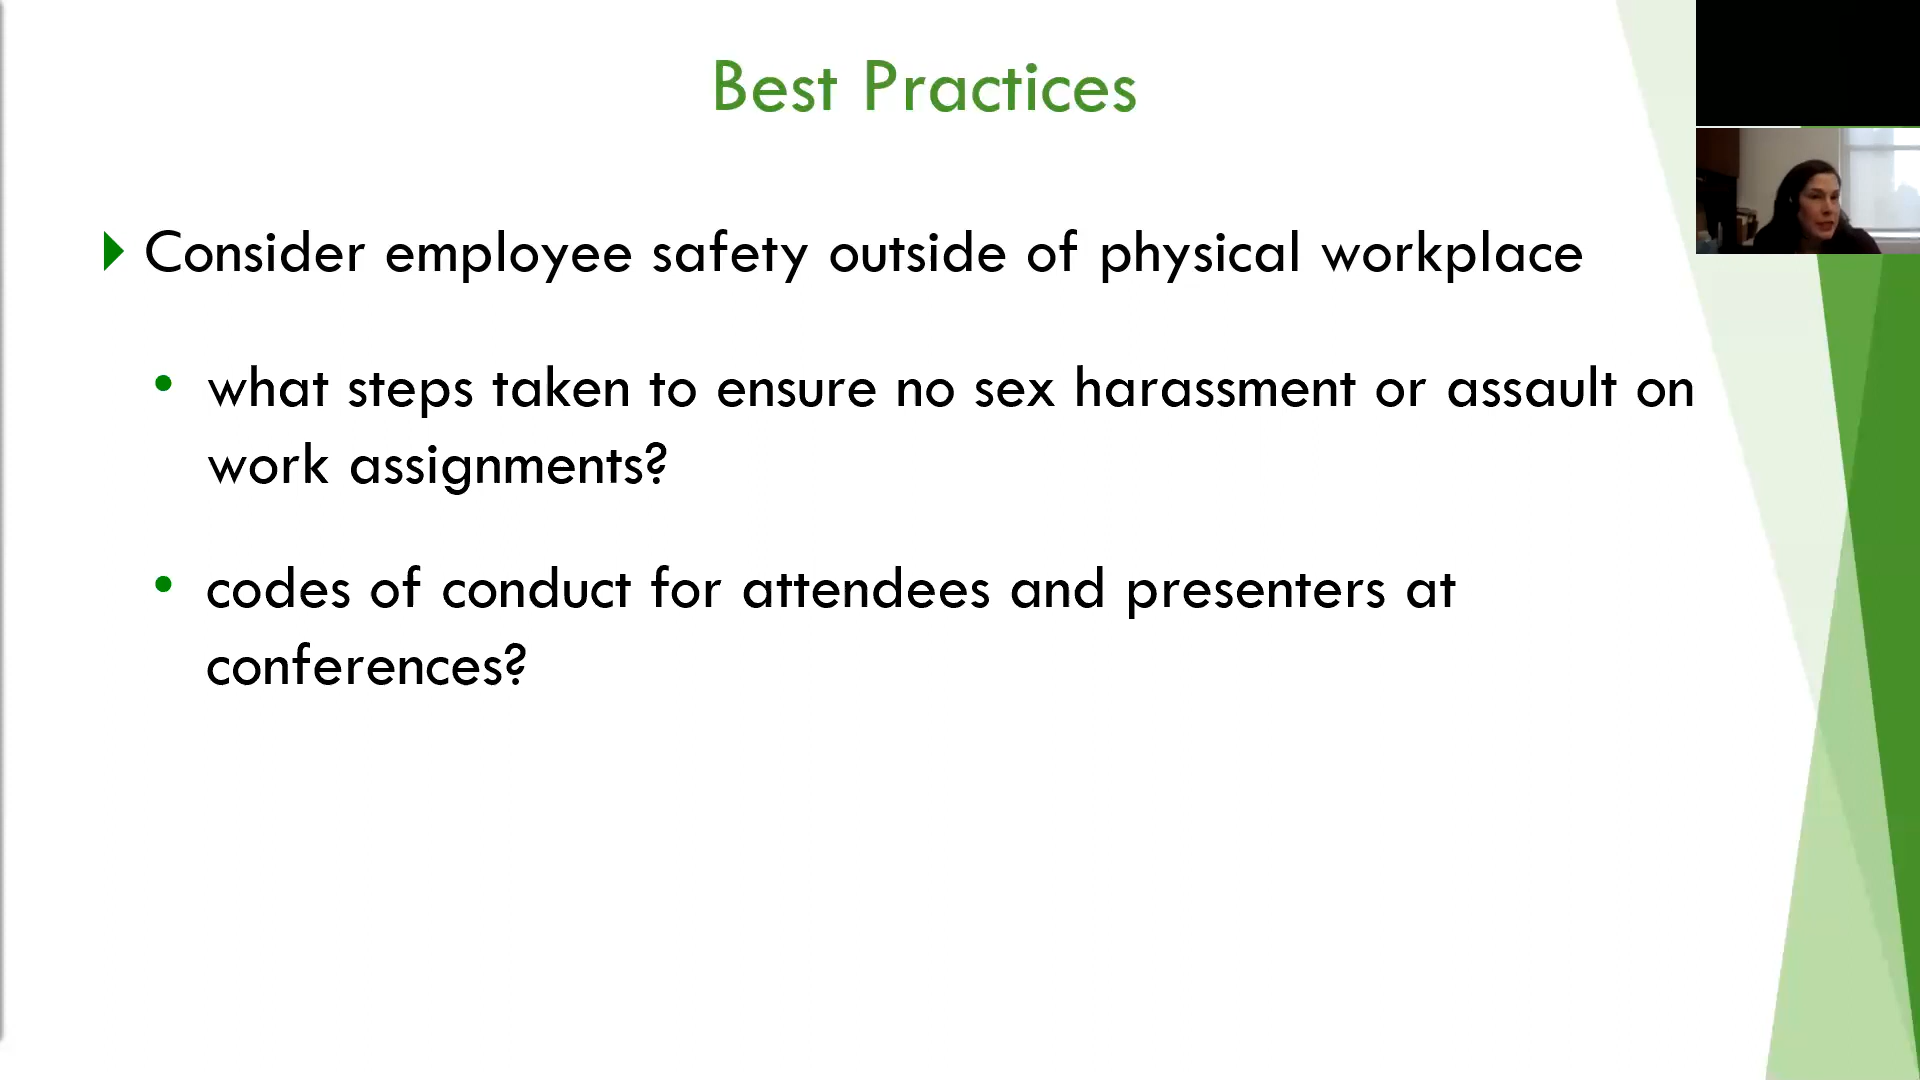 Best Practices
Consider employee safety outside of physical workplace
what steps taken to ensure no sex harassment or assault on
work assignments?
codes of conduct for attendees and presenters at
conferences?